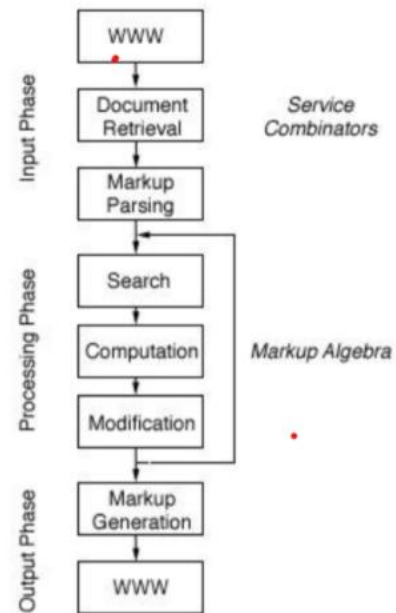 WWW
Input Phase
Document
Retrieval
Service
Combinators
Markup
Parsing
Processing Phase
Search
Computation
Markup Algebra
Modification
Output Phase
Markup
Generation
WWW